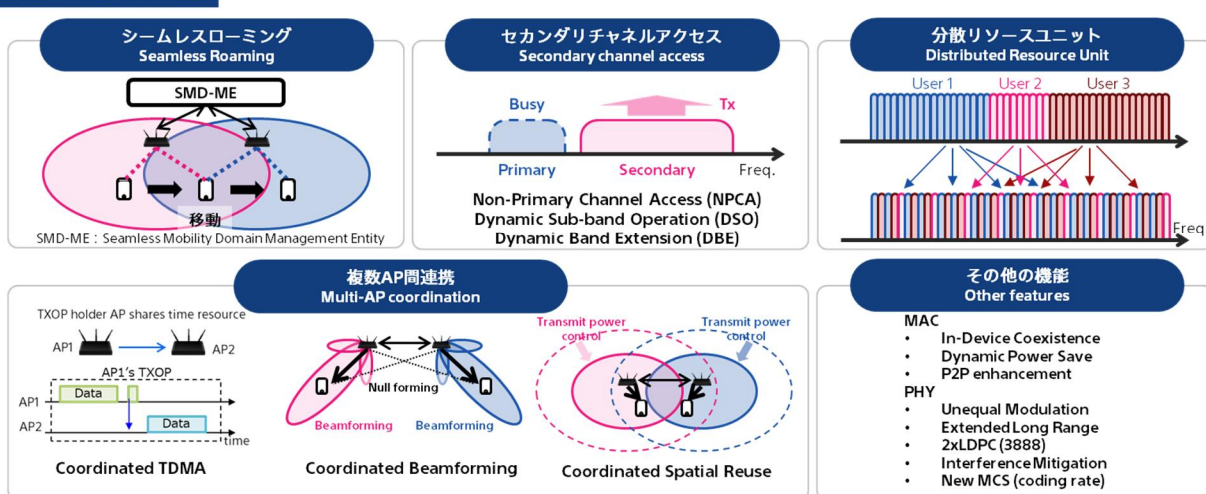 シームレスローミング
Seamless Roaming
SMD-ME
移動
SMD-ME：Seamless Mobility Domain Management Entity
セカンダリチャネルアクセス
Secondary channel access
Busy
Tx
Primary
Secondary
Freq.
Non-Primary Channel Access (NPCA)
Dynamic Sub-band Operation (DSO)
Dynamic Band Extension (DBE)
分散リソースユニット
Distributed Resource Unit
User 1
User 2
User 3
Freq
複数AP間連携
Multi-AP coordination
TXOP holder AP shares time resource
AP1
AP2
AP1's TXOP
AP1
Data
AP2
Data
time
Coordinated TDMA
Null forming
Beamforming
Beamforming
Coordinated Beamforming
Transmit power
control
Transmit power
control
Coordinated Spatial Reuse
その他の機能
Other features
MAC
• In-Device Coexistence
• Dynamic Power Save
• P2P enhancement
PHY
• Unequal Modulation
• Extended Long Range
• 2xLDPC (3888)
• Interference Mitigation
• New MCS (coding rate)